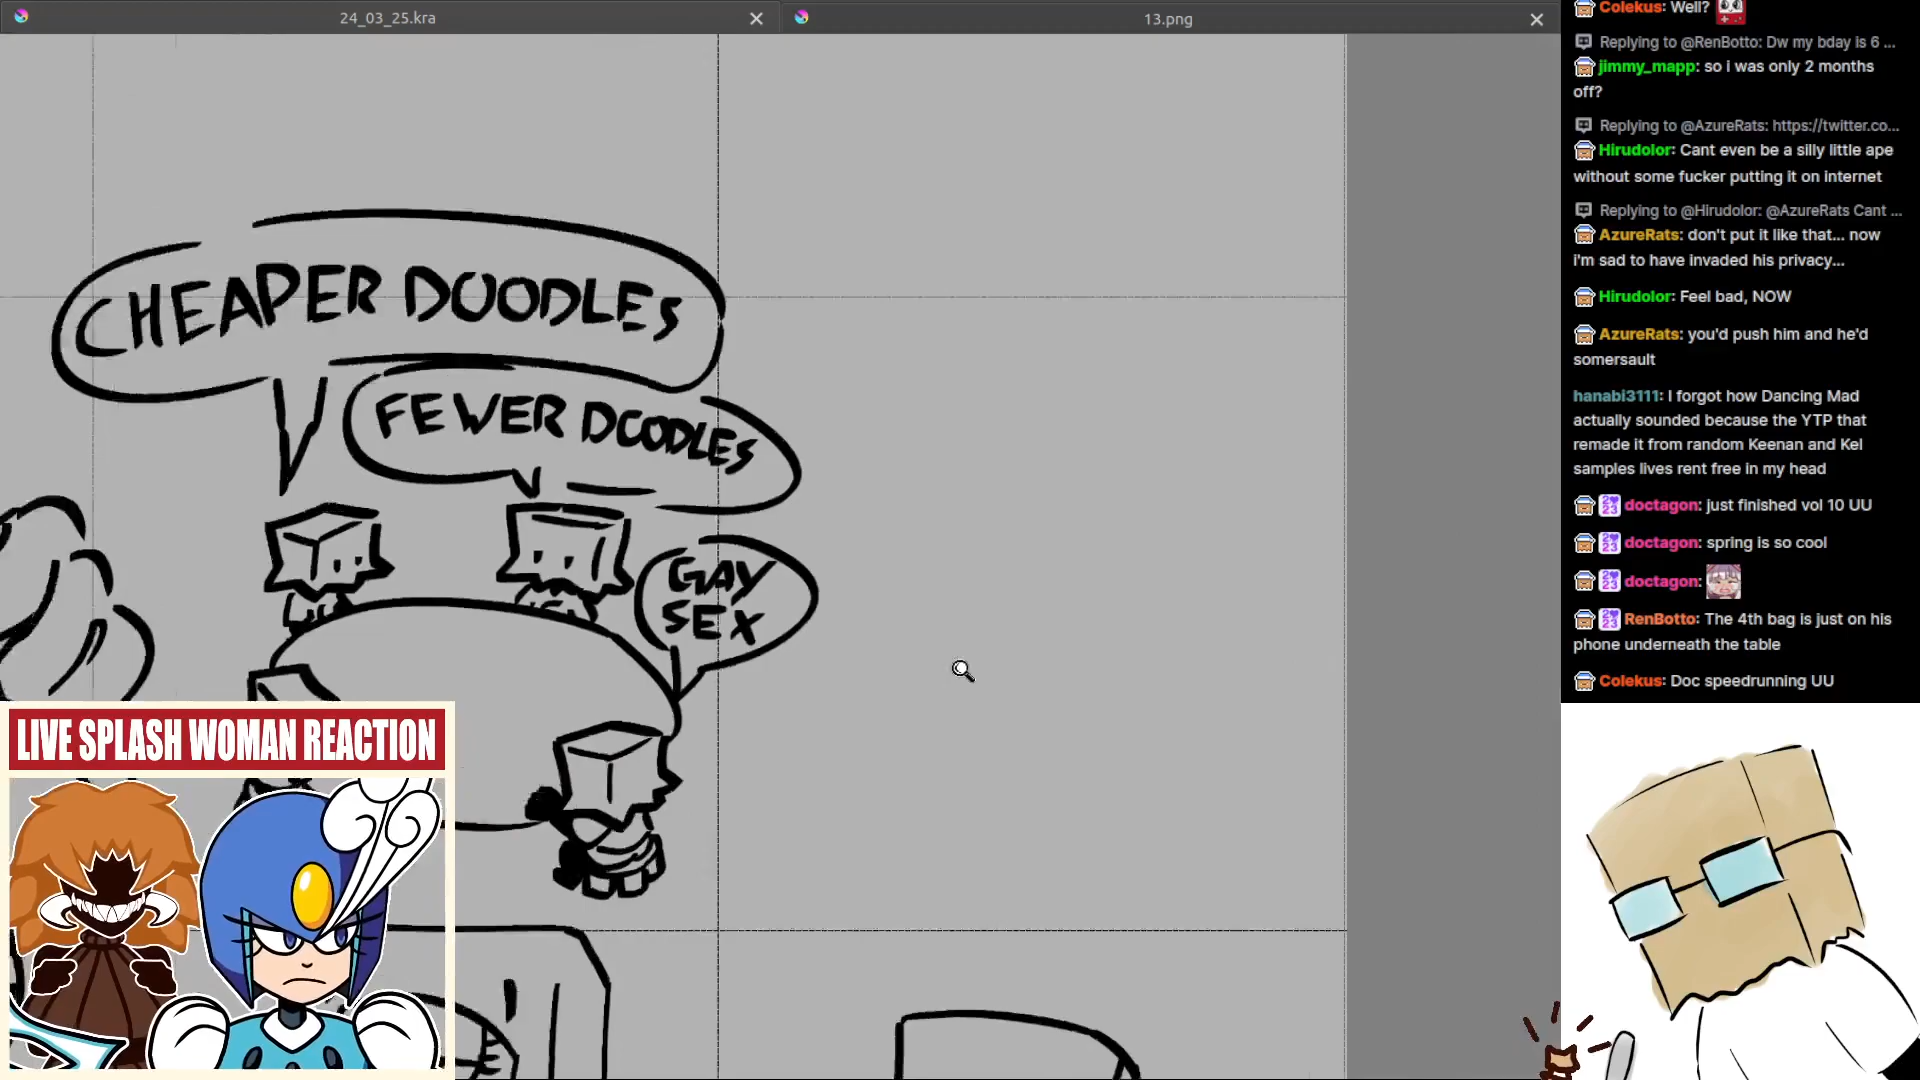 24_03_25.kra
13.png
CHEAPER DOODLES
FEWER DOODLES
GAY
SEX
LIVE SPLASH WOMAN REACTION
Colekus: Well?
Replying to @RenBotto: Dw my bday is 6 ...
jimmy_mapp: so i was only 2 months
off?
Replying to @AzureRats: https://twitter.co...
Hirudolor: Cant even be a silly little ape
without some fucker putting it on internet
Replying to @Hirudolor: @AzureRats Cant ...
AzureRats: don't put it like that... now
i'm sad to have invaded his privacy...
Hirudolor: Feel bad, NOW
AzureRats: you'd push him and he'd
somersault
hanabi3111: I forgot how Dancing Mad
actually sounded because the YTP that
remade it from random Keenan and Kel
samples lives rent free in my head
doctagon: just finished vol 10 UU
doctagon: spring is so cool
doctagon:
RenBotto: The 4th bag is just on his
phone underneath the table
Colekus: Doc speedrunning UU